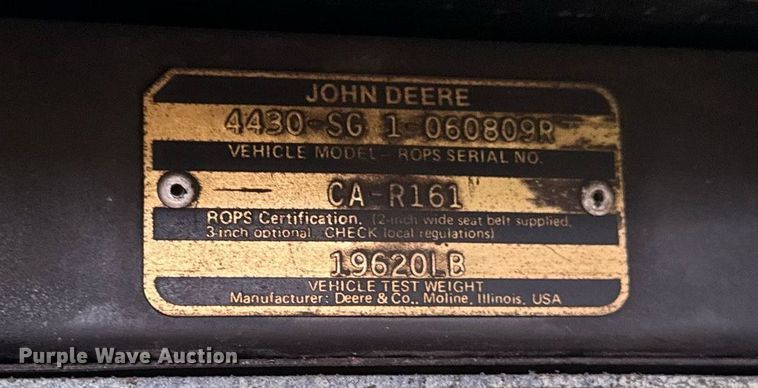 JOHN DEERE
4430-SG 1-060809R
VEHICLE MODEL - ROPS SERIAL NO.
CA-R161
ROPS Certification. (2-inch wide seat belt supplied,
3-inch optional. CHECK local regulations)
19620LB
VEHICLE TEST WEIGHT
Manufacturer: Deere & Co., Moline, Illinois, USA
Purple Wave Auction